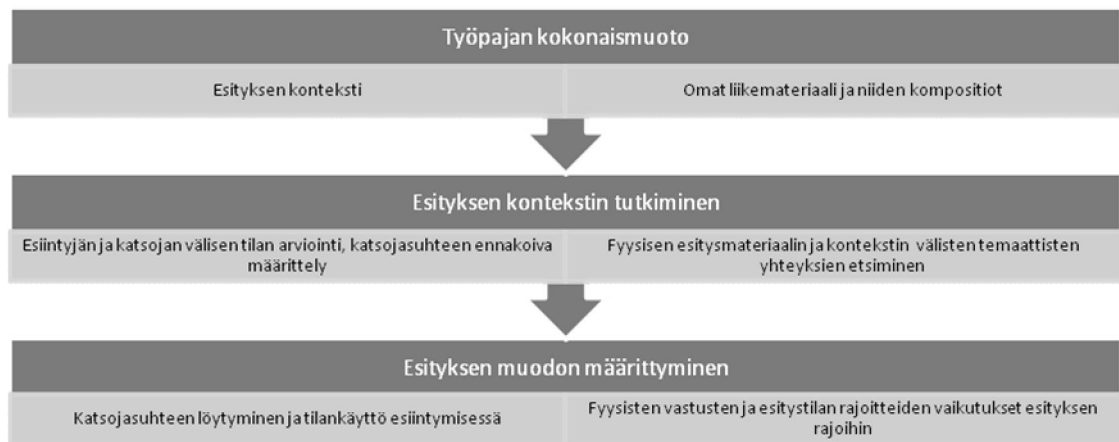 Työpajan kokonaismuoto
Esityksen konteksti
Omat liikemateriaali ja niiden kompositiot
Esityksen kontekstin tutkiminen
Esiintyjän ja katsojan välisen tilan arviointi, katsojasuhteen ennakoiva
määrittely
Fyysisen esitysmateriaalin ja kontekstin välisten temaattisten
yhteyksien etsiminen
Esityksen muodon määrittyminen
Katsojasuhteen löytyminen ja tilankäyttö esiintymisessä
Fyysisten vastusten ja esitystilan rajoitteiden vaikutukset esityksen
rajoihin